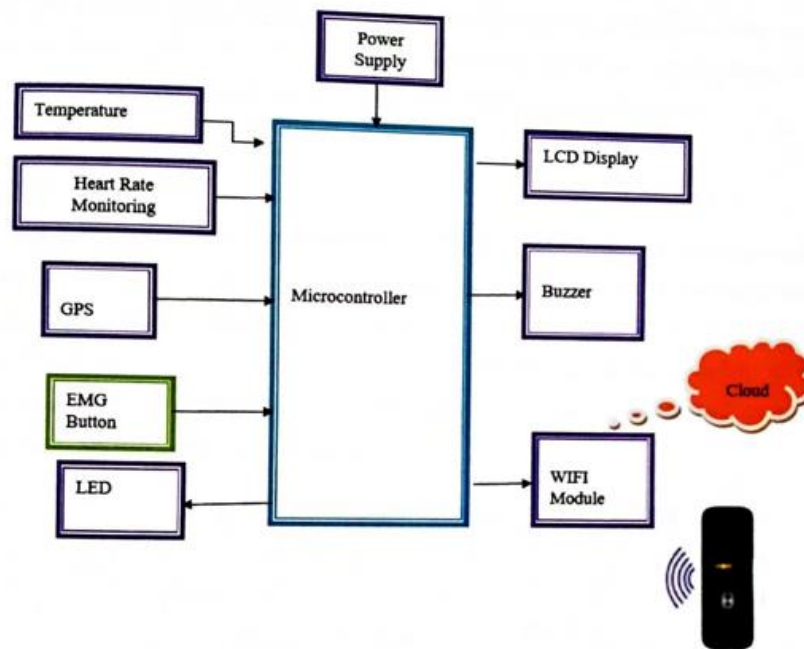 Power
Supply
Temperature
LCD Display
Heart Rate
Monitoring
GPS
Microcontroller
Buzzer
EMG
Button
Cloud
LED
WIFI
Module